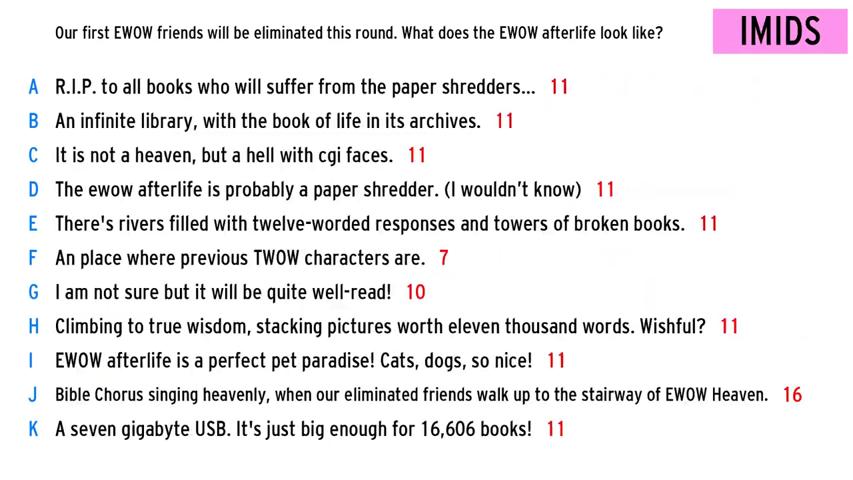 Our first EWOW friends will be eliminated this round. What does the EWOW afterlife look like?
IMIDS
A R.I.P. to all books who will suffer from the paper shredders... 11
B An infinite library, with the book of life in its archives. 11
C It is not a heaven, but a hell with cgi faces. 11
D The ewow afterlife is probably a paper shredder. (I wouldn't know) 11
E There's rivers filled with twelve-worded responses and towers of broken books. 11
F An place where previous TWOW characters are. 7
G I am not sure but it will be quite well-read! 10
H Climbing to true wisdom, stacking pictures worth eleven thousand words. Wishful? 11
I EWOW afterlife is a perfect pet paradise! Cats, dogs, so nice! 11
J Bible Chorus singing heavenly, when our eliminated friends walk up to the stairway of EWOW Heaven. 16
K A seven gigabyte USB. It's just big enough for 16,606 books! 11